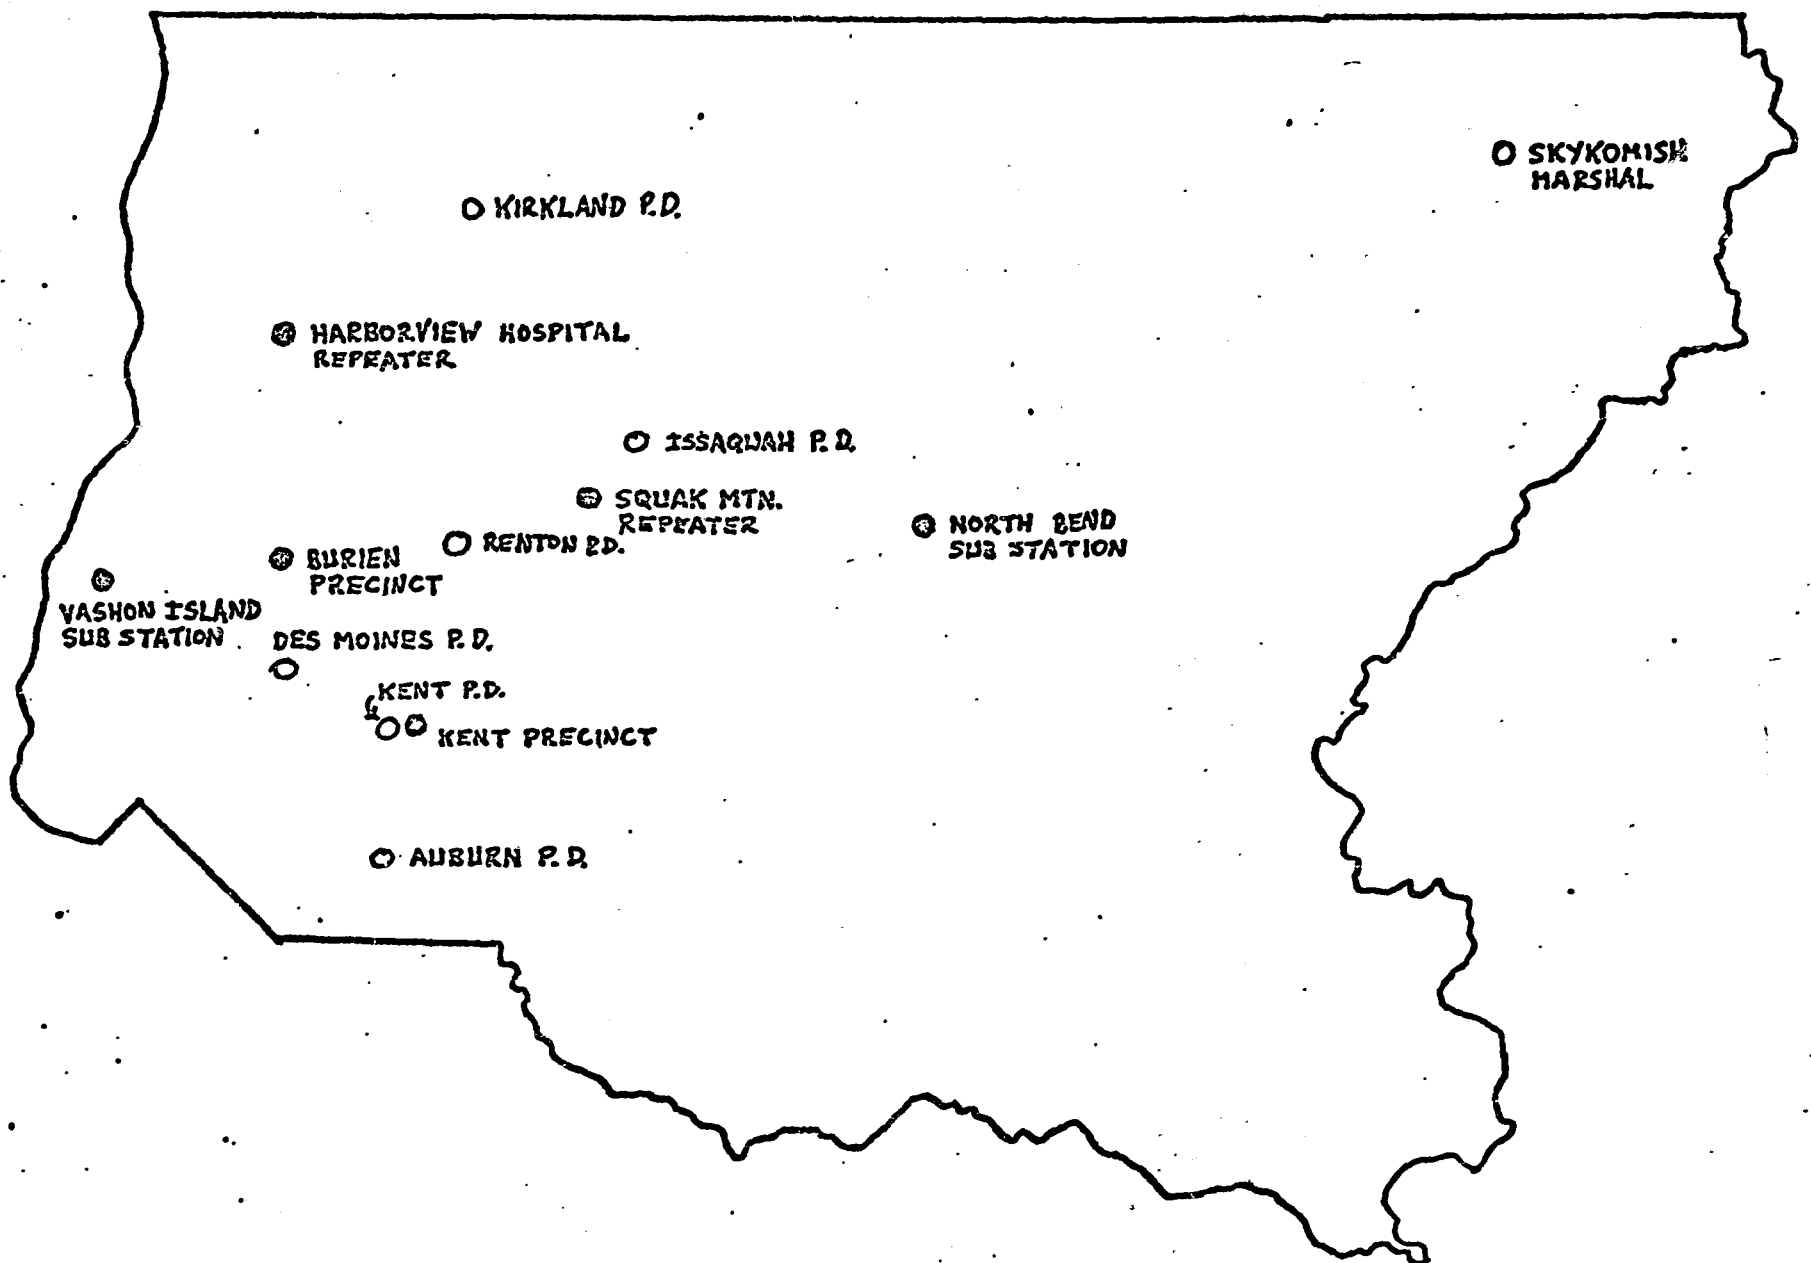 SKYKOMISH
MARSHAL
KIRKLAND P.D.
HARBORVIEW HOSPITAL
REPEATER
ISSAQUAH P.D.
SQUAK MTN.
REPEATER
NORTH BEND
SUB STATION
RENTON P.D.
BURIEN
PRECINCT
VASHON ISLAND
SUB STATION
DES MOINES P.D.
KENT P.D.
KENT PRECINCT
AUBURN P.D.